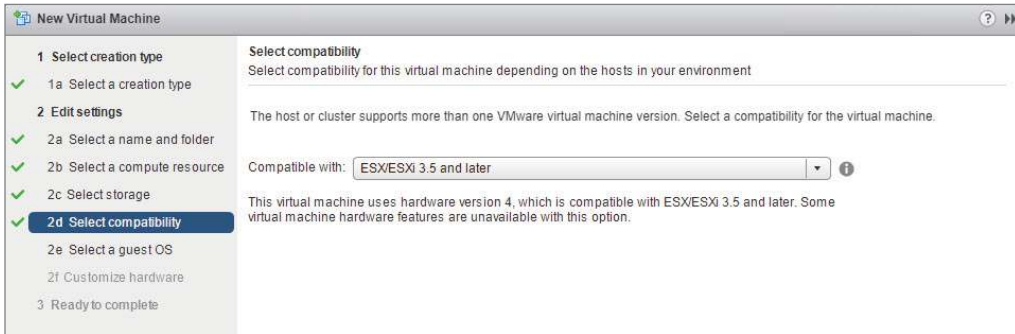 New Virtual Machine
?
1 Select creation type
1a Select a creation type
2 Edit settings
2a Select a name and folder
2b Select a compute resource
2c Select storage
2d Select compatibility
2e Select a guest OS
2f Customize hardware
3 Ready to complete
Select compatibility
Select compatibility for this virtual machine depending on the hosts in your environment
The host or cluster supports more than one VMware virtual machine version. Select a compatibility for the virtual machine.
Compatible with: ESX/ESXi 3.5 and later
This virtual machine uses hardware version 4, which is compatible with ESX/ESXi 3.5 and later. Some
virtual machine hardware features are unavailable with this option.